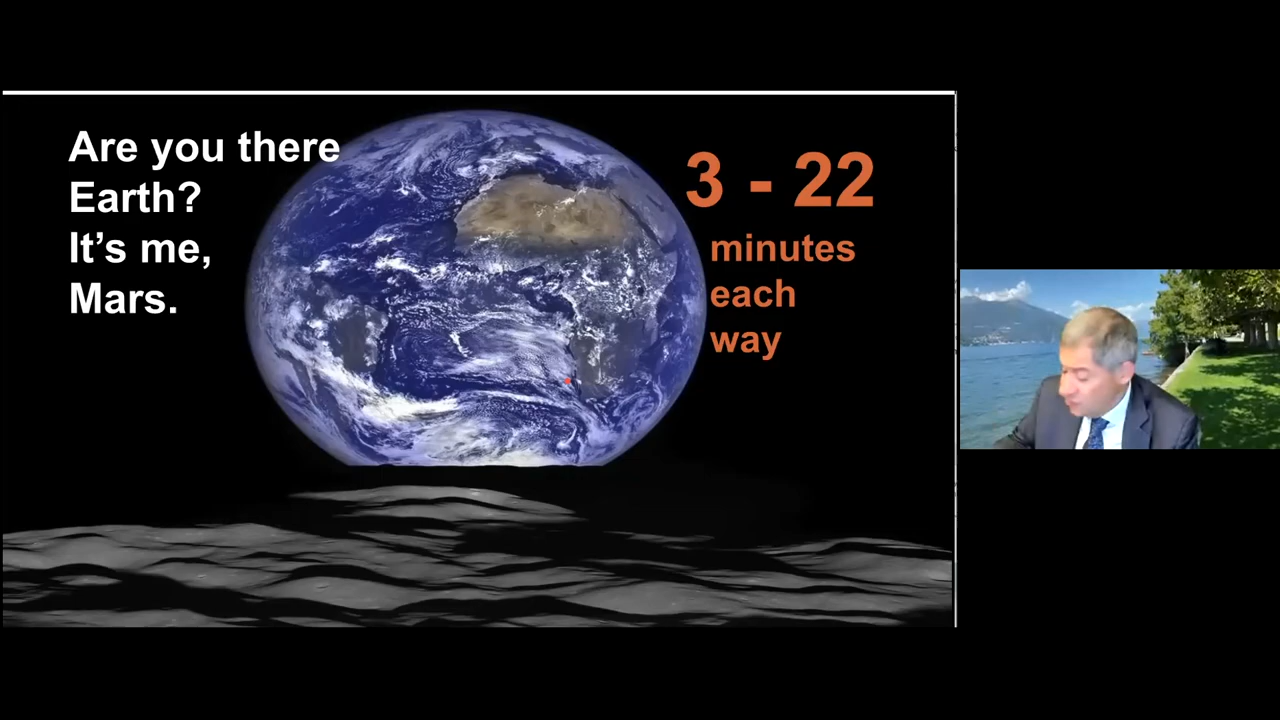 Are you there
Earth?
It’s me,
Mars.
3 - 22
minutes
each
way